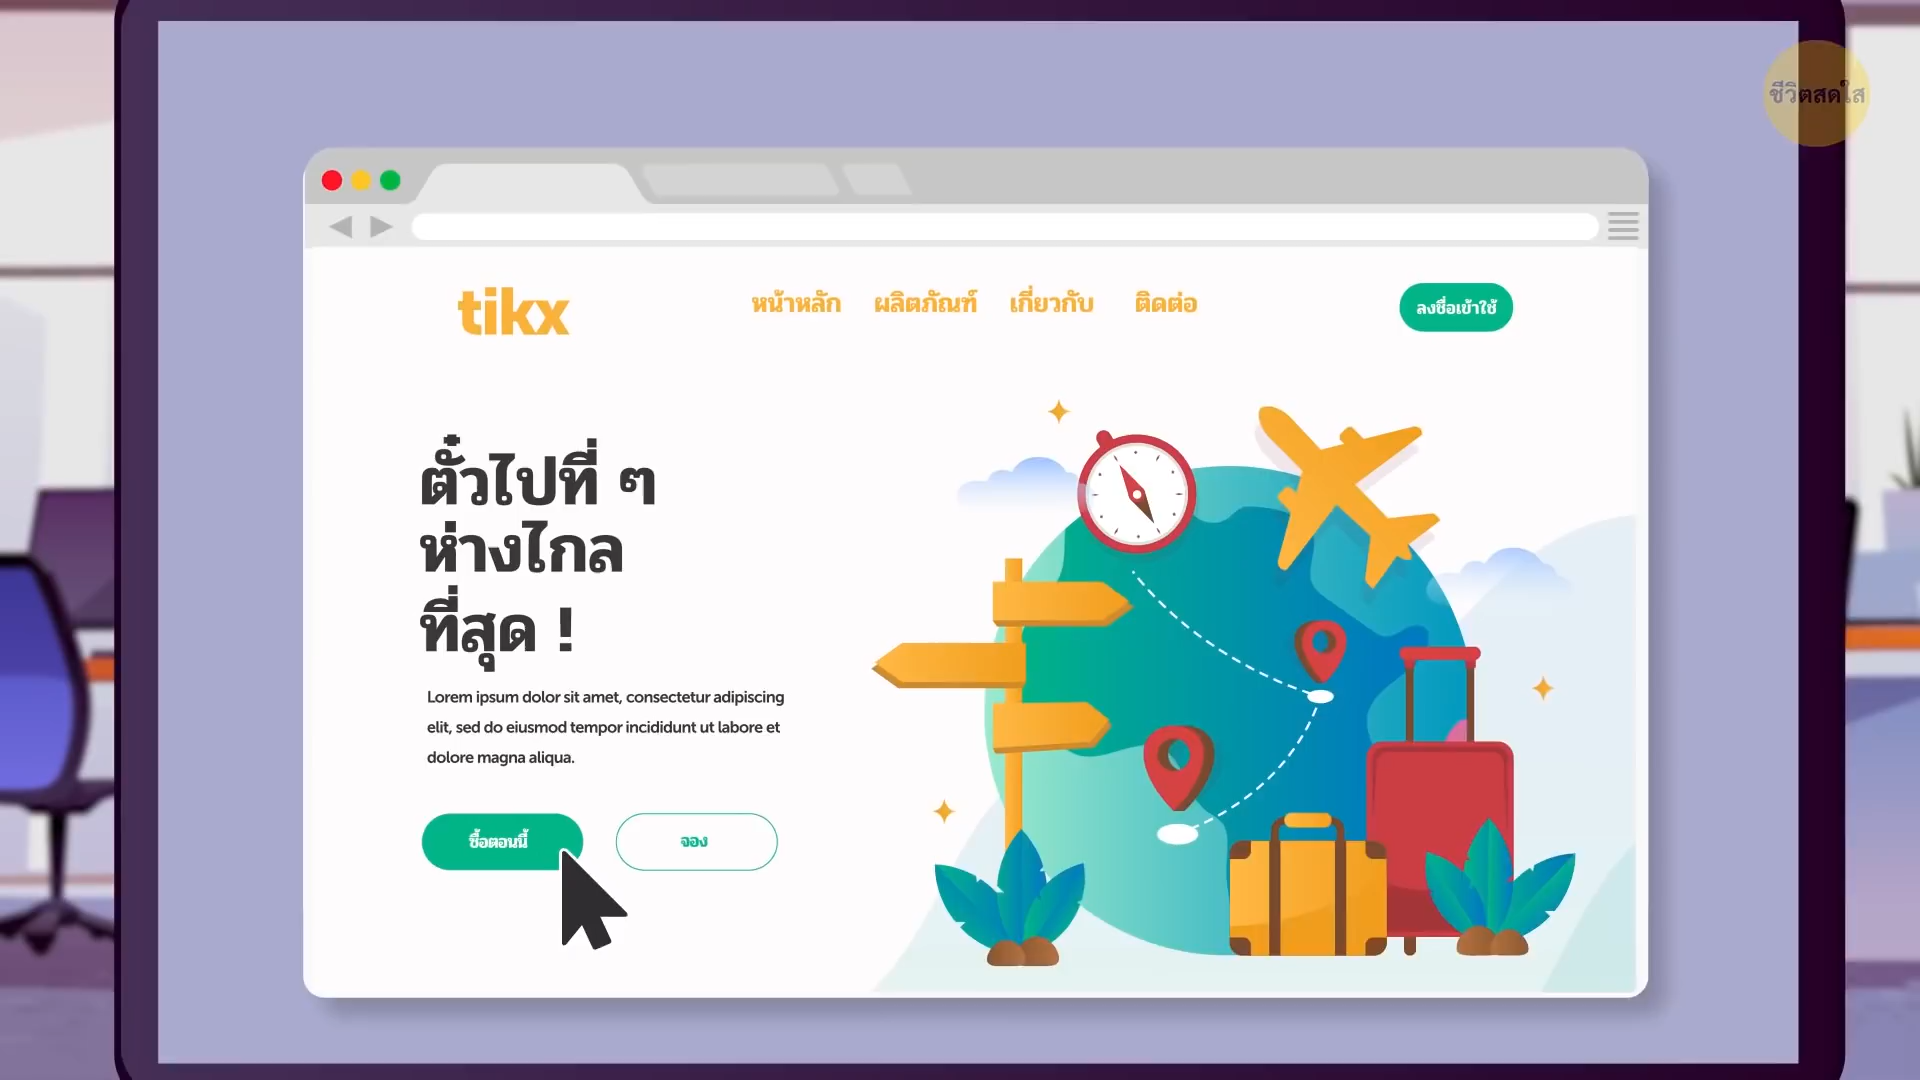 ชีวิตสดใส
tikx
หน้าหลัก ผลิตภัณฑ์ เกี่ยวกับ ติดต่อ
ลงชื่อเข้าใช้
ตั๋วไปที่ ๆ
ห่างไกล
ที่สุด !
Lorem ipsum dolor sit amet, consectetur adipiscing
elit, sed do eiusmod tempor incididunt ut labore et
dolore magna aliqua.
ซื้อตอนนี้
จอง